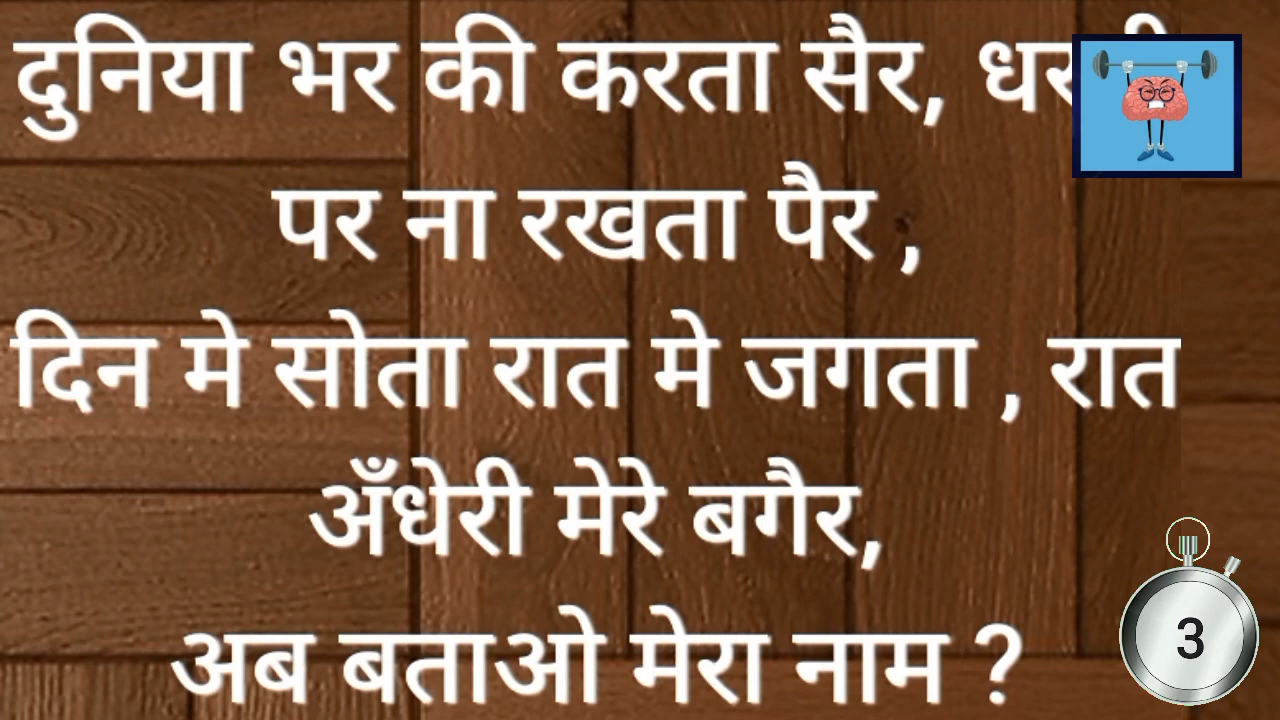 दुनिया भर की करता सैर,
पर ना रखता पैर ,
दिन मे सोता रात मे जगता , रात
अँधेरी मेरे बगैर,
अब बताओ मेरा नाम ?
3